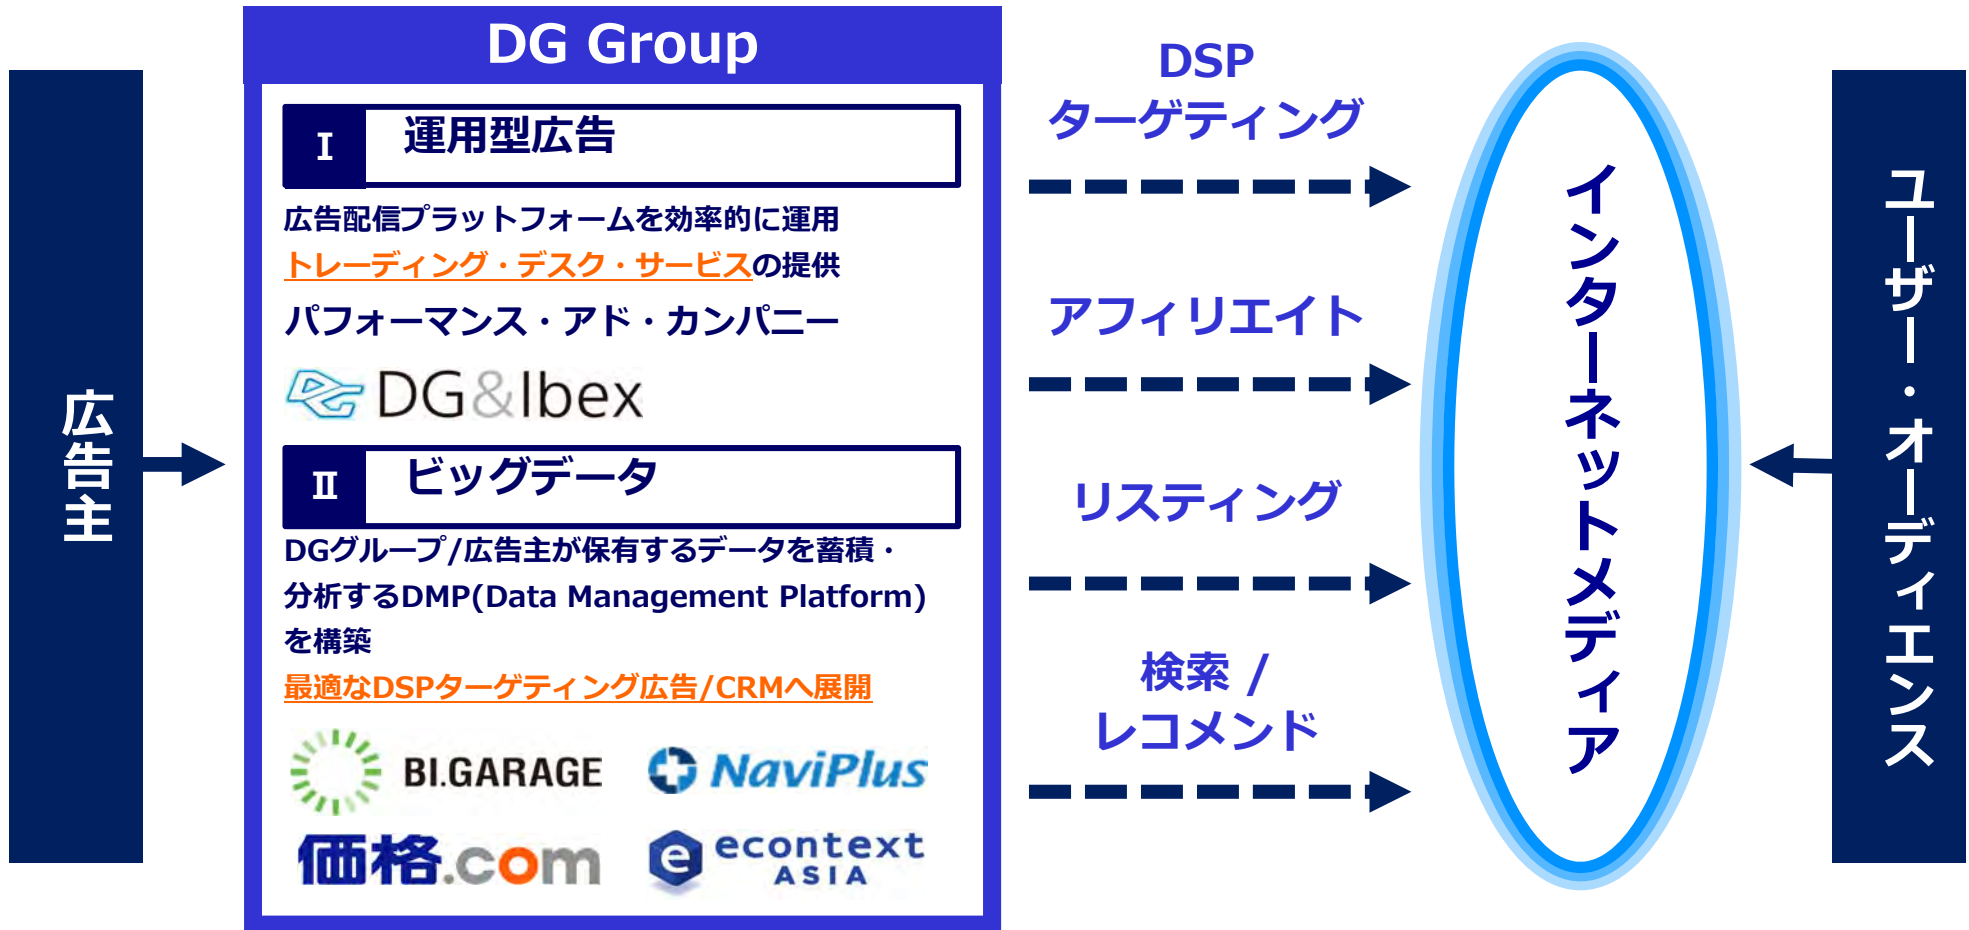 広告主
DG Group
I 運用型広告
広告配信プラットフォームを効率的に運用
トレーディング・デスク・サービスの提供
パフォーマンス・アド・カンパニー
DG&Ibex
II ビッグデータ
DGグループ/広告主が保有するデータを蓄積・
分析するDMP(Data Management Platform)
を構築
最適なDSPターゲティング広告/CRMへ展開
BI.GARAGE
NaviPlus
価格.com
e econtext
ASIA
DSP
ターゲティング
アフィリエイト
リスティング
検索 /
レコメンド
インターネットメディア
ユーザー・オーディエンス